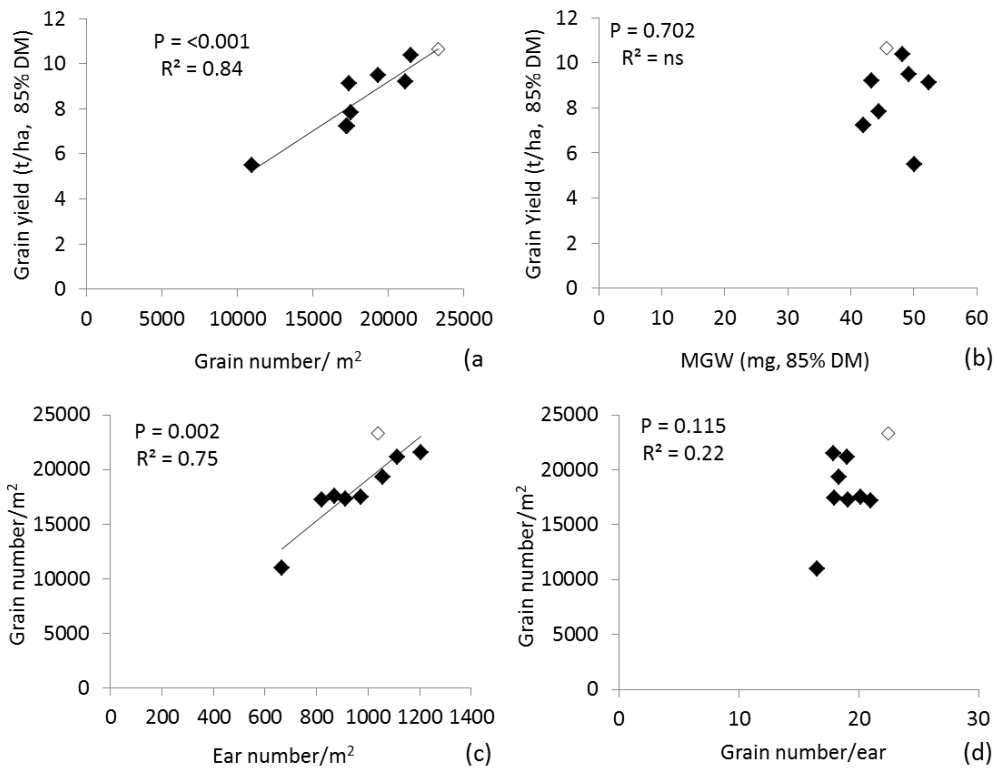 P = <0.001
R² = 0.84
Grain yield (t/ha, 85% DM)
12
10
8
6
4
2
0
0 5000 10000 15000 20000 25000
Grain number/ m² (a
P = 0.702
R² = ns
Grain Yield (t/ha, 85% DM)
12
10
8
6
4
2
0
0 10 20 30 40 50 60
MGW (mg, 85% DM) (b)
P = 0.002
R² = 0.75
Grain number/m²
25000
20000
15000
10000
5000
0
0 200 400 600 800 1000 1200 1400
Ear number/m² (c)
P = 0.115
R² = 0.22
Grain number/m²
25000
20000
15000
10000
5000
0
0 10 20 30
Grain number/ear (d)